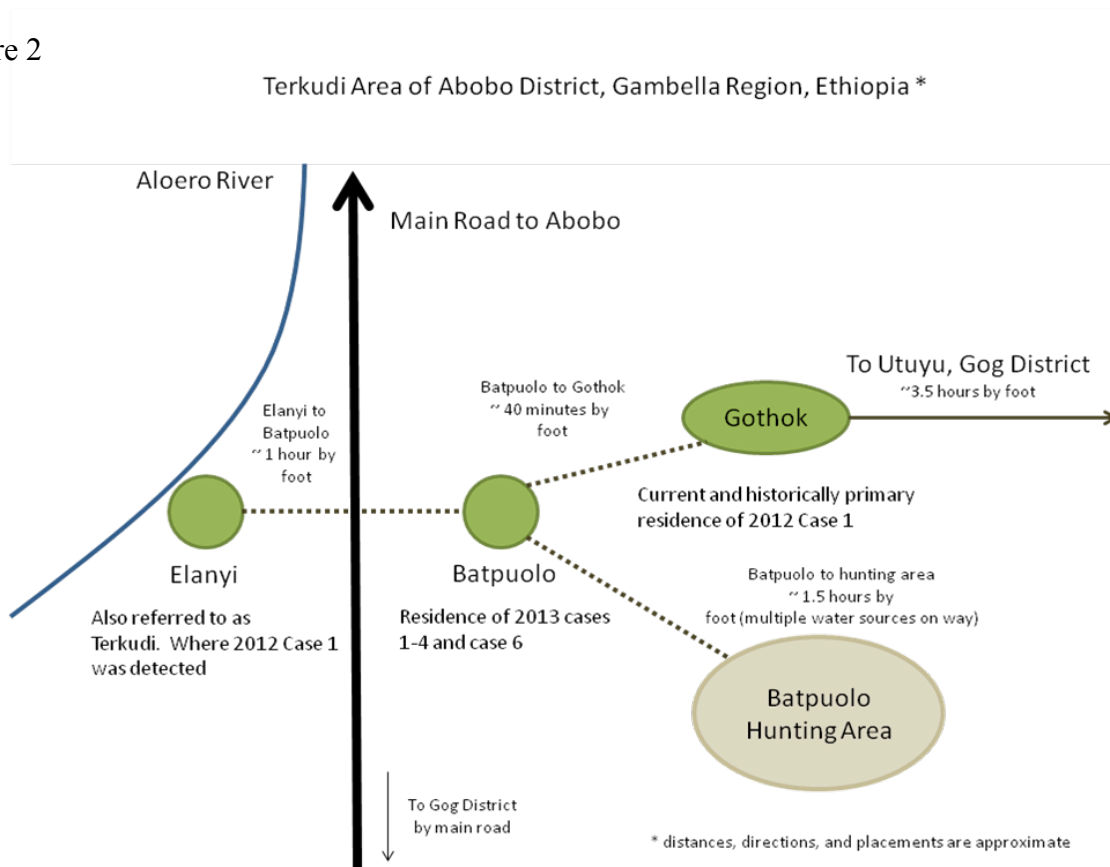 re 2
Terkudi Area of Abobo District, Gambella Region, Ethiopia *
Aloero River
Main Road to Abobo
To Utuyu, Gog District
~3.5 hours by foot
Batpuolo to Gothok
~ 40 minutes by
foot
Elanyi to
Batpuolo
~ 1 hour by
foot
Gothok
Current and historically primary
residence of 2012 Case 1
Elanyi
Also referred to as
Terkudi. Where 2012 Case 1
was detected
Batpuolo
Residence of 2013 cases
1-4 and case 6
Batpuolo to hunting area
~ 1.5 hours by
foot (multiple water sources on way)
Batpuolo
Hunting Area
To Gog District
by main road
* distances, directions, and placements are approximate